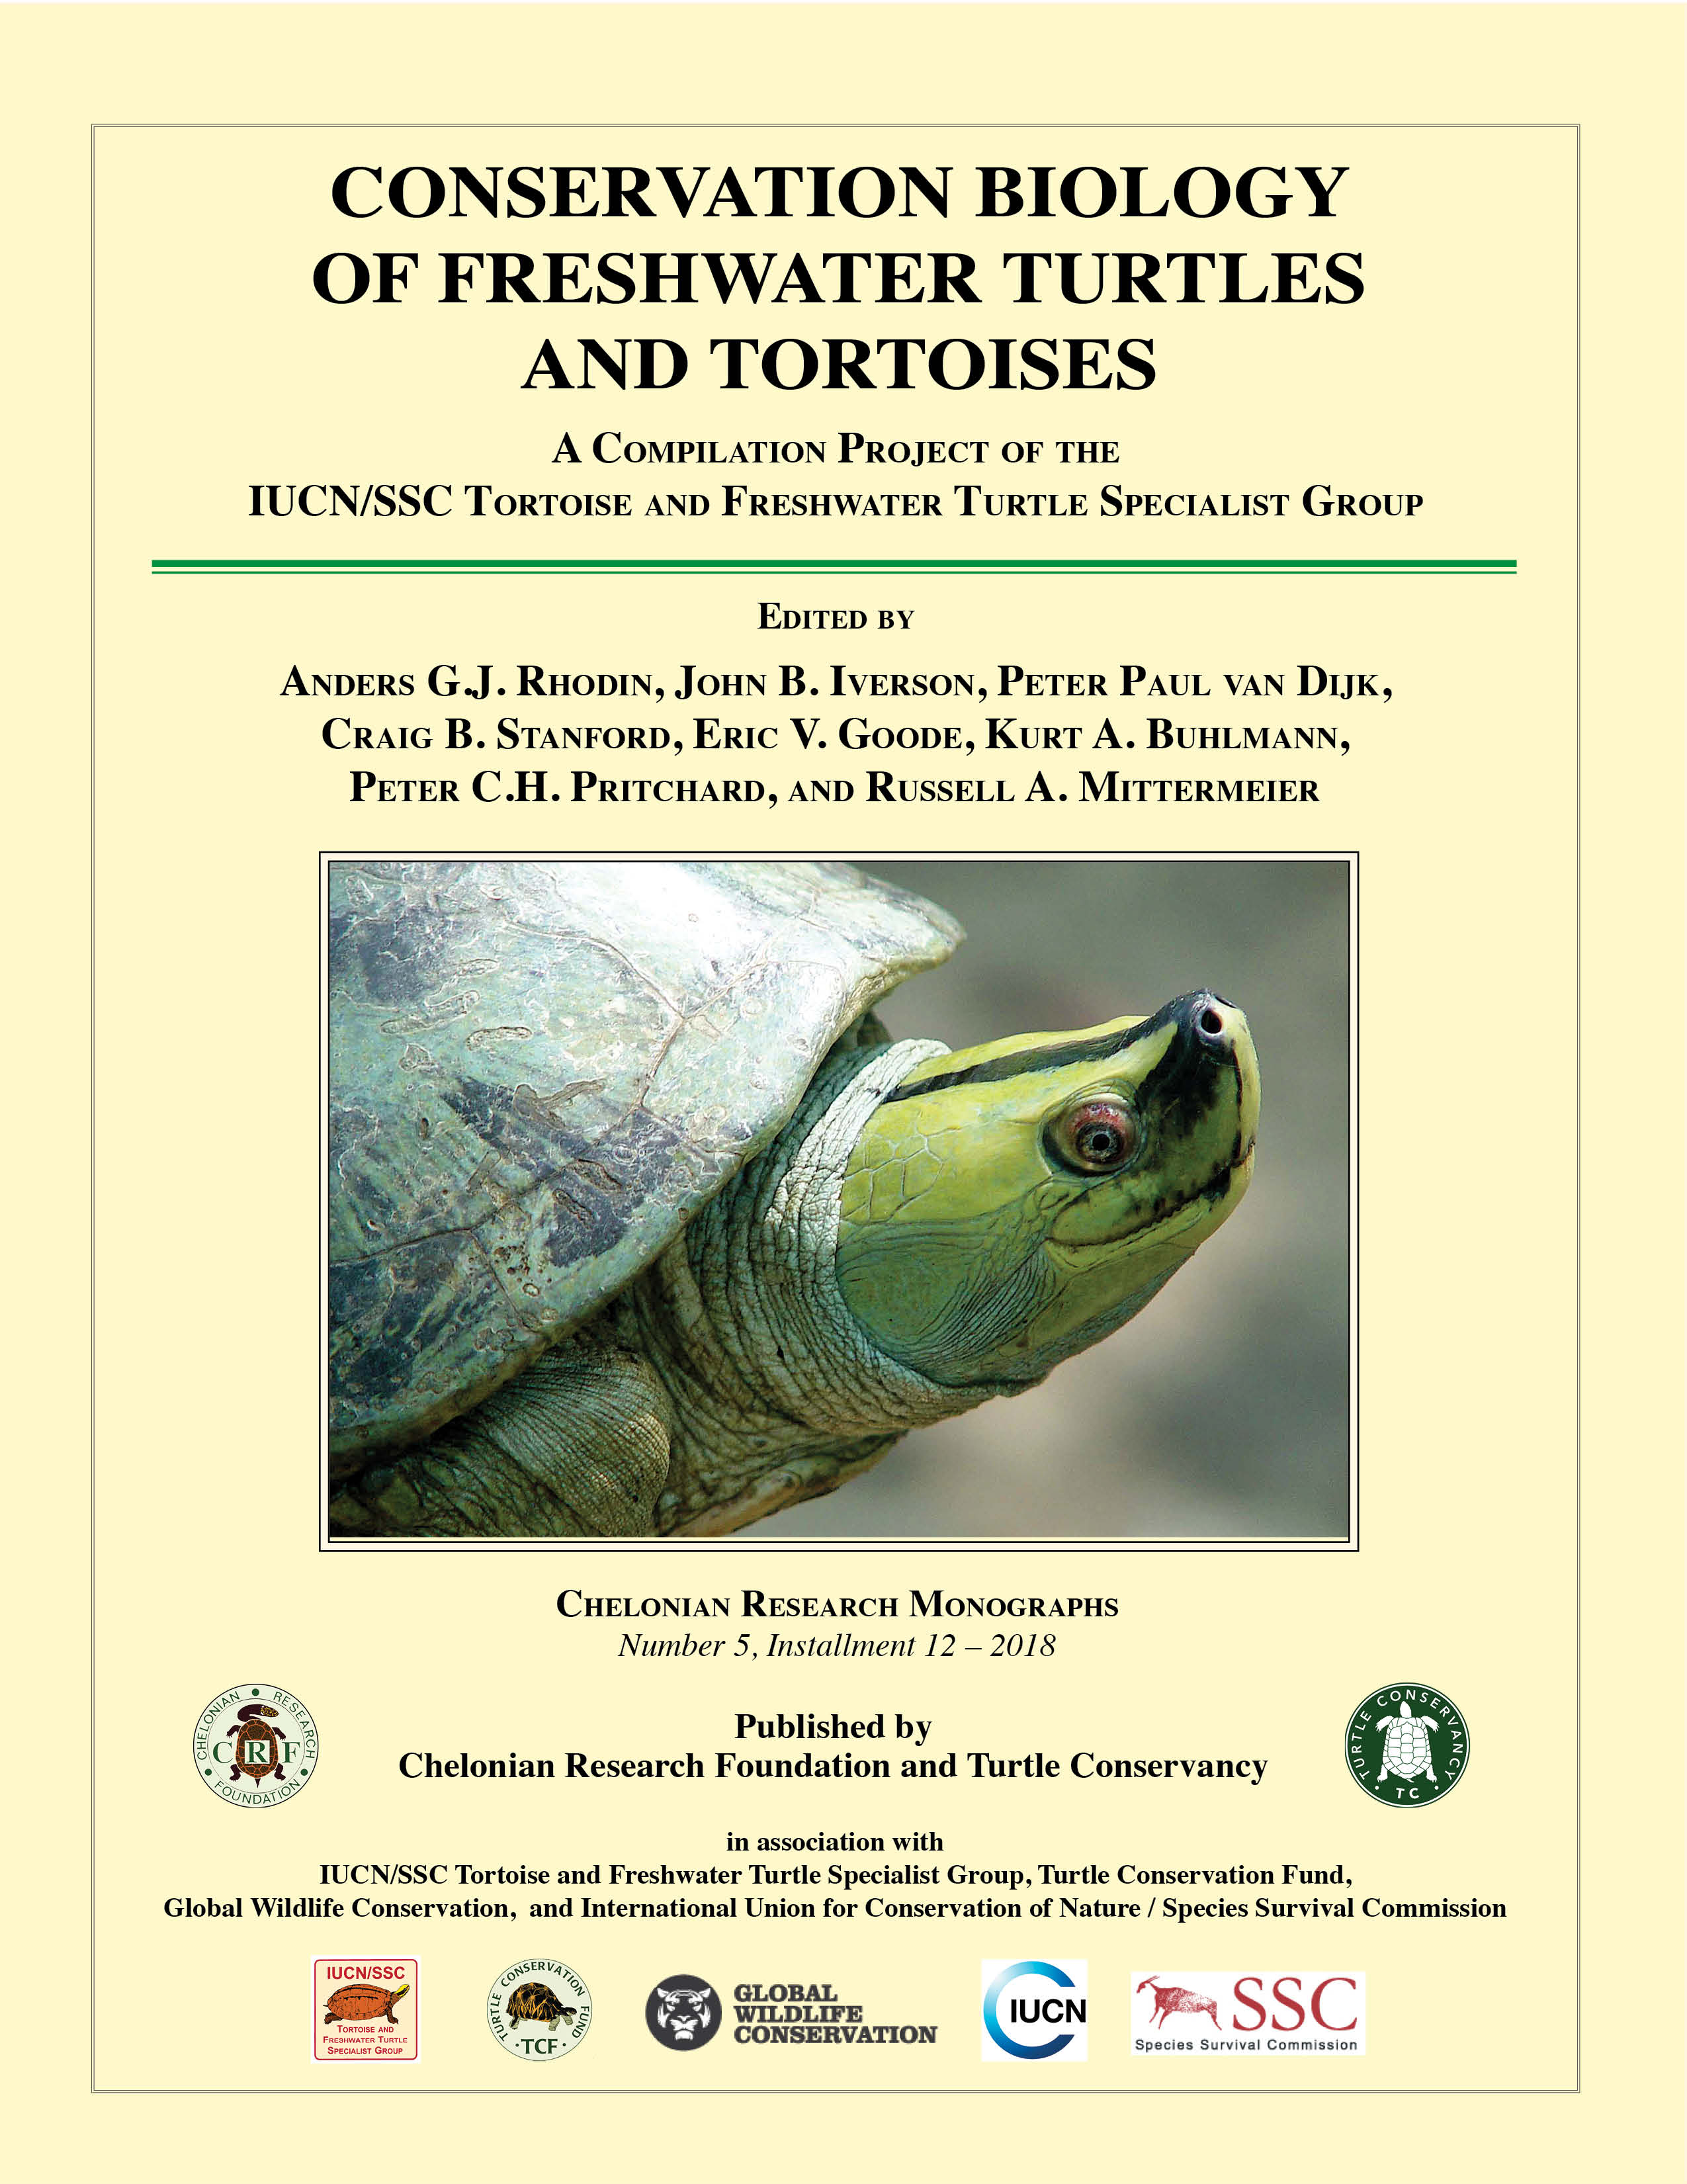 CONSERVATION BIOLOGY
OF FRESHWATER TURTLES
AND TORTOISES
A Compilation Project of the
IUCN/SSC Tortoise and Freshwater Turtle Specialist Group
Edited by
Anders G.J. Rhodin, John B. Iverson, Peter Paul van Dijk,
Craig B. Stanford, Eric V. Goode, Kurt A. Buhlmann,
Peter C.H. Pritchard, and Russell A. Mittermeier
Chelonian Research Monographs
Number 5, Installment 12 – 2018
CHELONIAN • RESEARCH • FOUNDATION •
CRF
Published by
Chelonian Research Foundation and Turtle Conservancy
TURTLE CONSERVANCY
• TC •
in association with
IUCN/SSC Tortoise and Freshwater Turtle Specialist Group, Turtle Conservation Fund,
Global Wildlife Conservation, and International Union for Conservation of Nature / Species Survival Commission
IUCN/SSC
Tortoise and
Freshwater Turtle
Specialist Group
TURTLE CONSERVATION FUND
• TCF •
GLOBAL
WILDLIFE
CONSERVATION
IUCN
SSC
Species Survival Commission